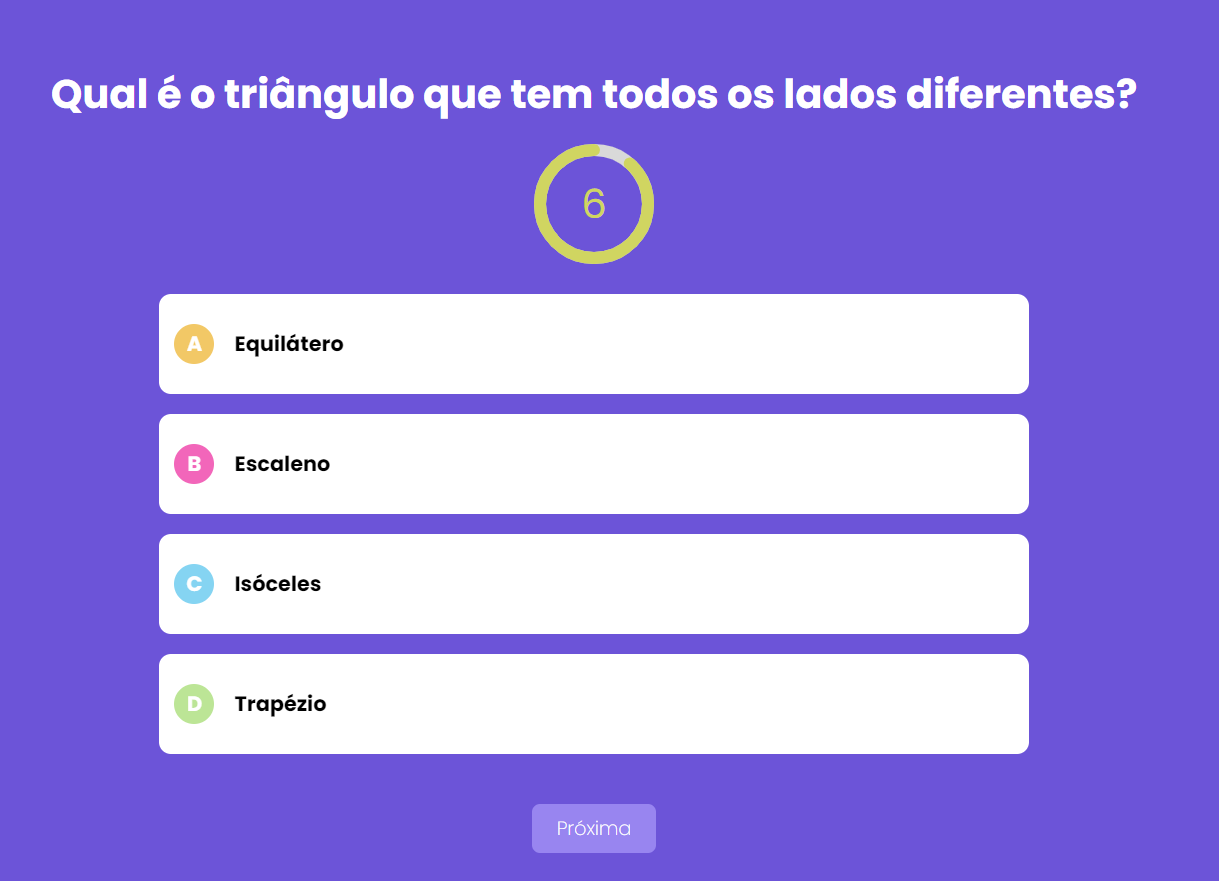 Qual é o triângulo que tem todos os lados diferentes?
6
A Equilátero
B Escaleno
C Isóceles
D Trapézio
Próxima